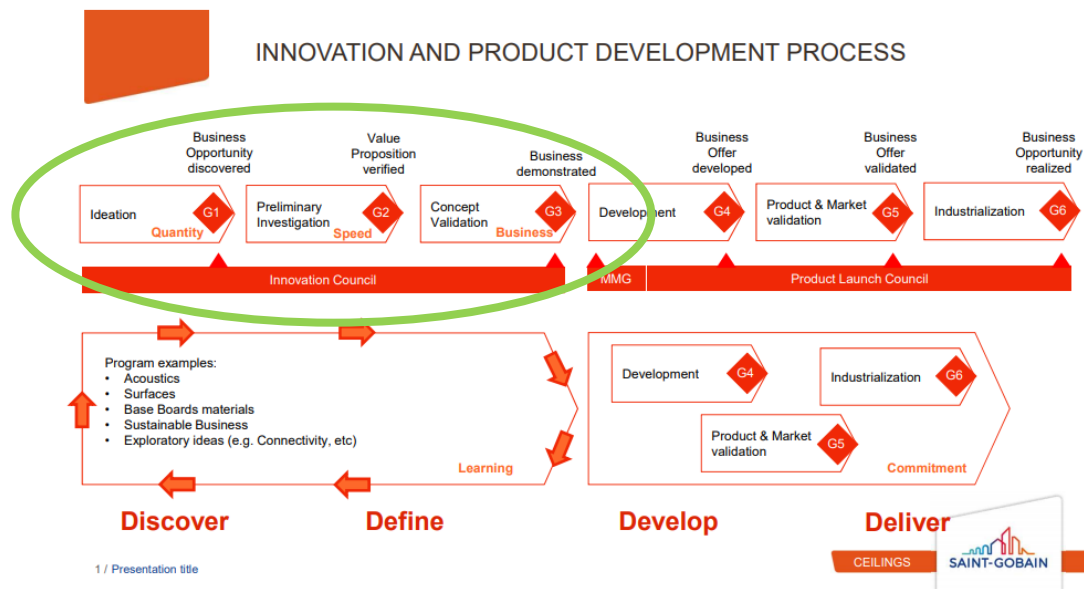 INNOVATION AND PRODUCT DEVELOPMENT PROCESS
Business
Opportunity
discovered
Value
Proposition
verified
Business
demonstrated
Business
Offer
developed
Business
Offer
validated
Business
Opportunity
realized
Ideation
G1
Quantity
Preliminary
Investigation
G2
Speed
Concept
Validation
G3
Business
Development
G4
Product & Market
validation
G5
Industrialization
G6
Innovation Council
MMG
Product Launch Council
Program examples:
• Acoustics
• Surfaces
• Base Boards materials
• Sustainable Business
• Exploratory ideas (e.g. Connectivity, etc)
Learning
Development
G4
Industrialization
G6
Product & Market
validation
G5
Commitment
Discover
Define
Develop
Deliver
1 / Presentation title
CEILINGS
SAINT-GOBAIN